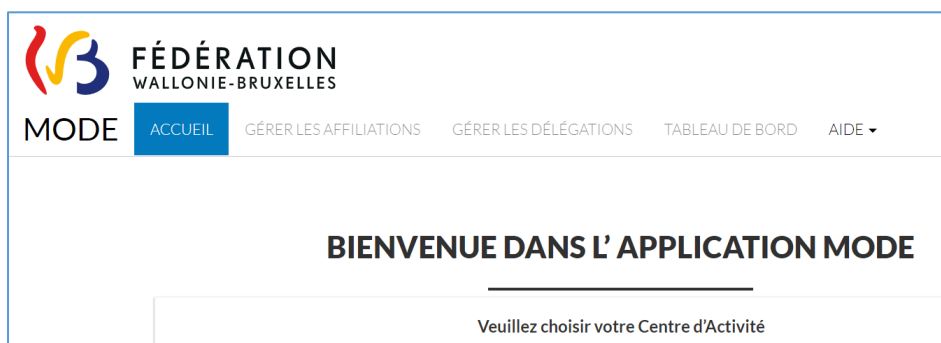 FÉDÉRATION
WALLONIE-BRUXELLES
MODE ACCUEIL GÉRER LES AFFILIATIONS GÉRER LES DÉLÉGATIONS TABLEAU DE BORD AIDE
BIENVENUE DANS L' APPLICATION MODE
Veuillez choisir votre Centre d'Activité